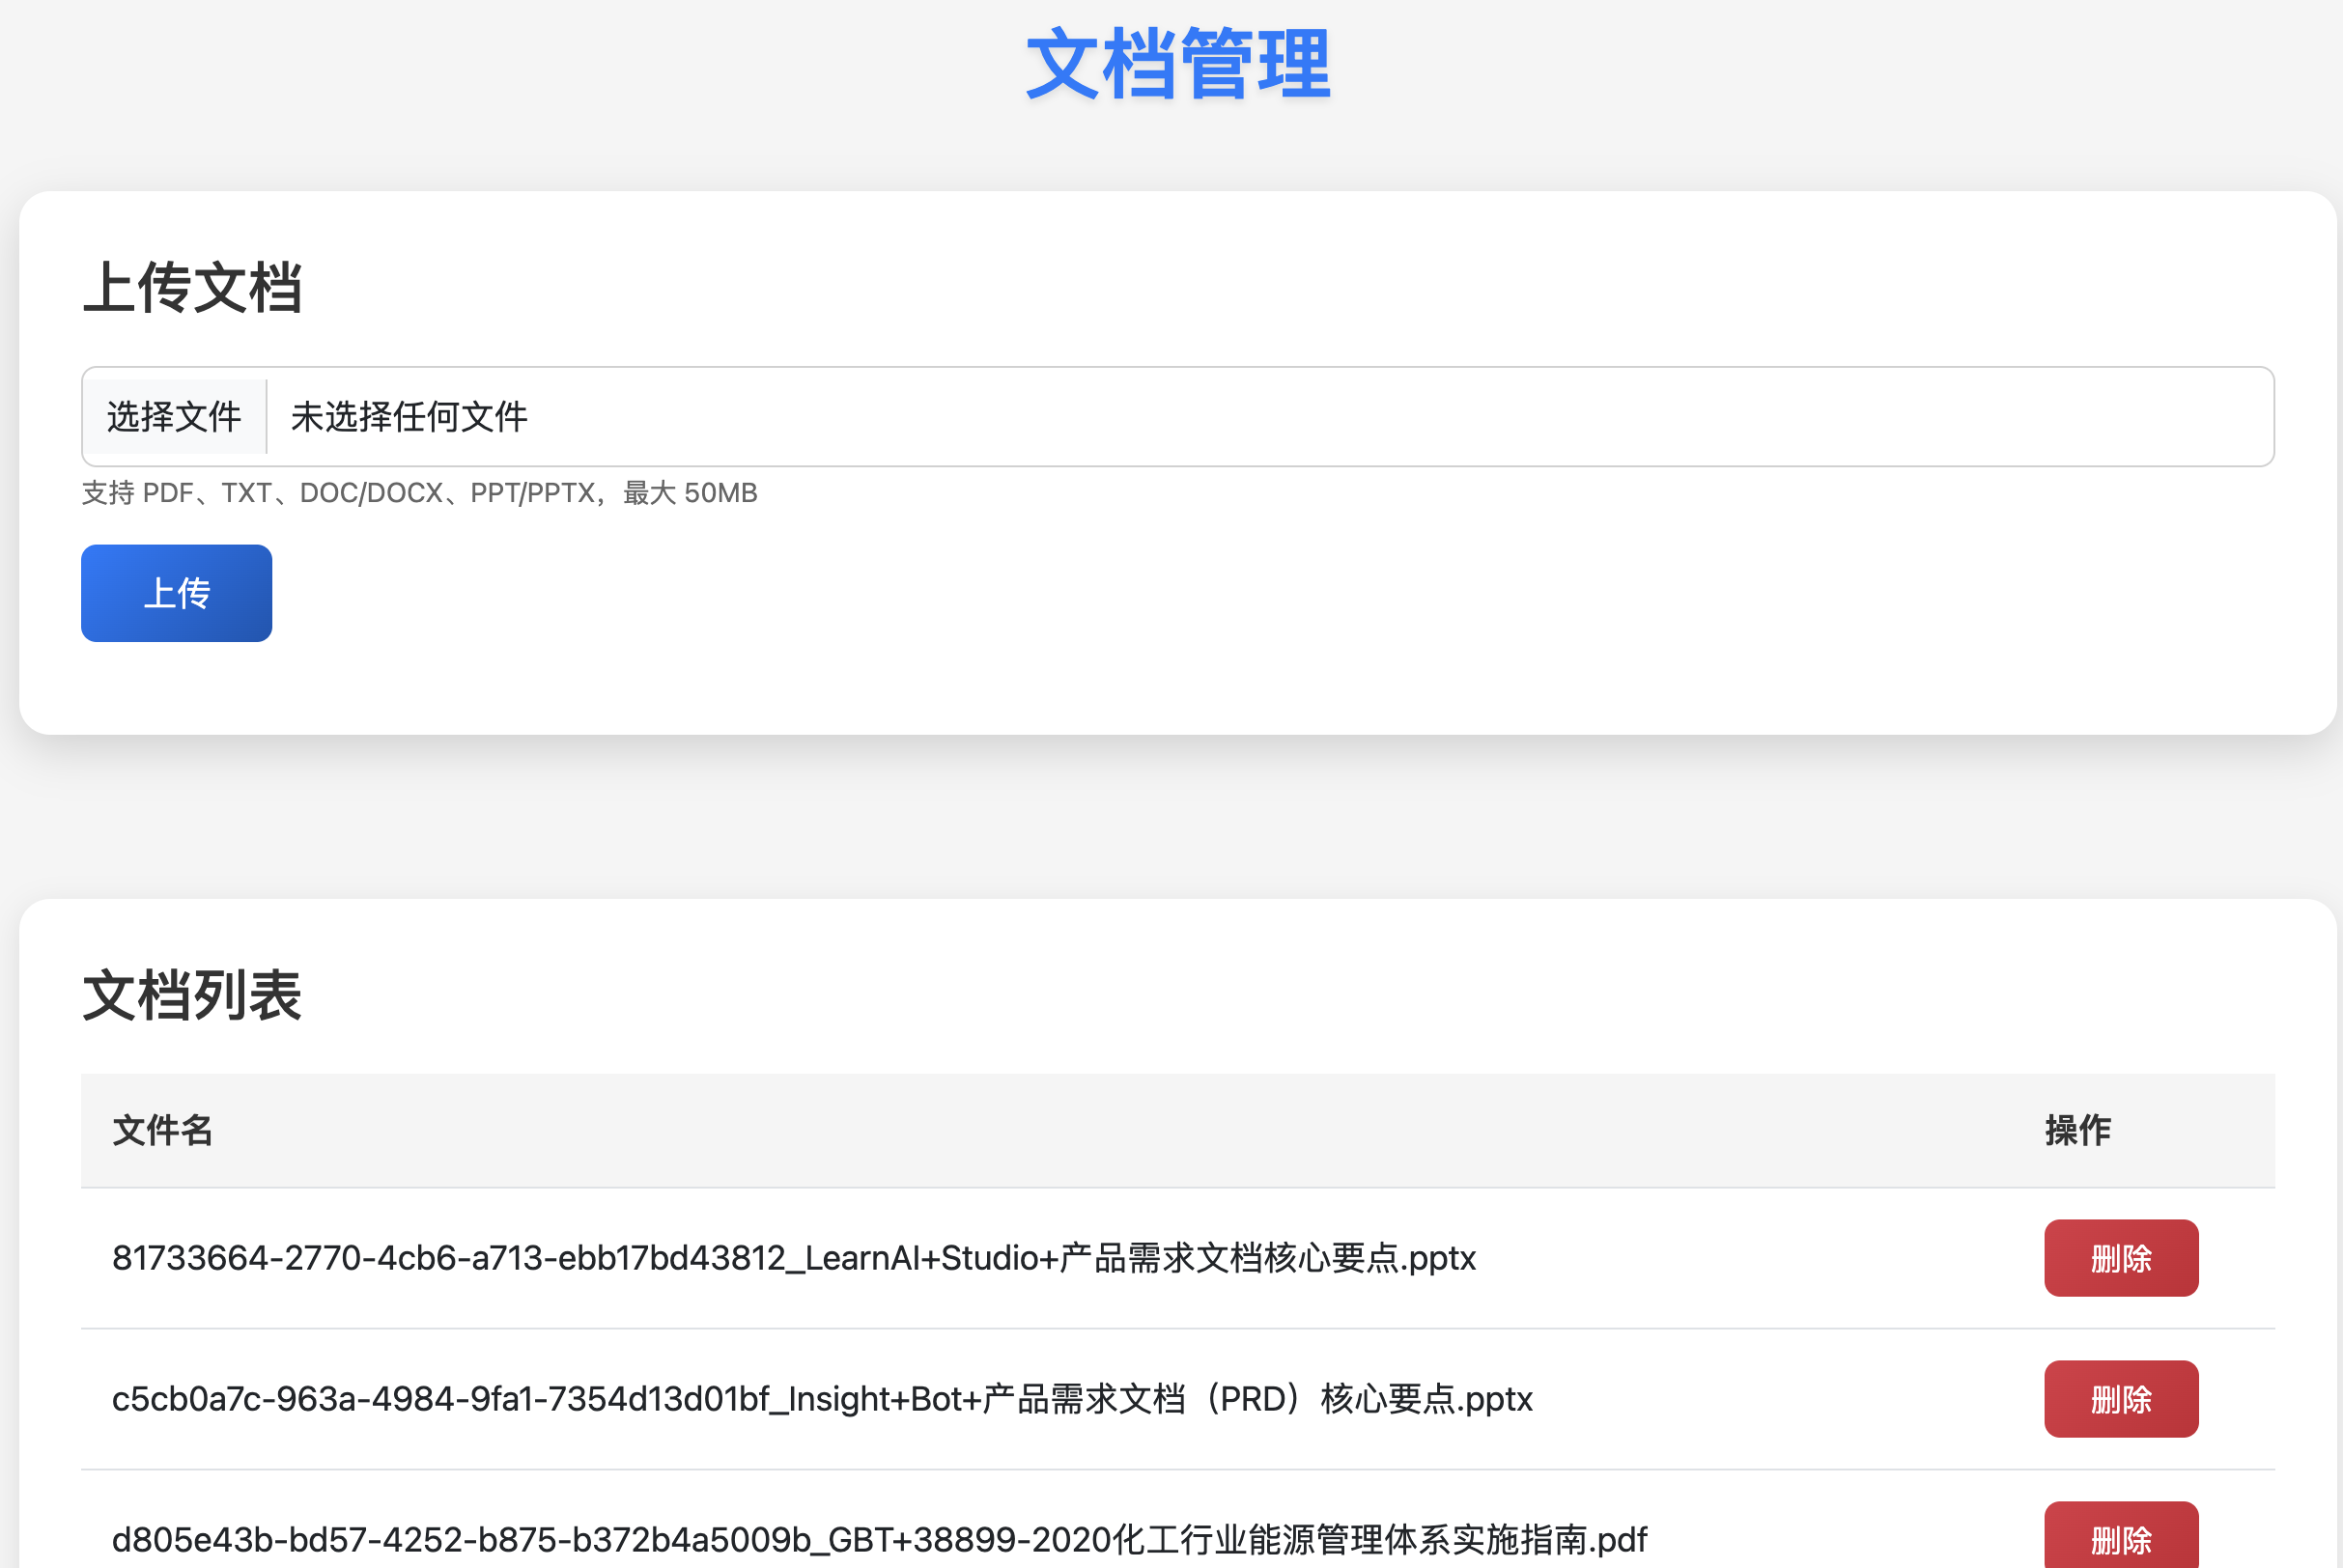 文档管理
上传文档
选择文件 未选择任何文件
支持 PDF、TXT、DOC/DOCX、PPT/PPTX，最大 50MB
上传
文档列表
文件名 操作
81733664-2770-4cb6-a713-ebb17bd43812_LearnAI+Studio+产品需求文档核心要点.pptx 删除
c5cb0a7c-963a-4984-9fa1-7354d13d01bf_Insight+Bot+产品需求文档（PRD）核心要点.pptx 删除
d805e43b-bd57-4252-b875-b372b4a5009b_GBT+38899-2020化工行业能源管理体系实施指南.pdf 删除